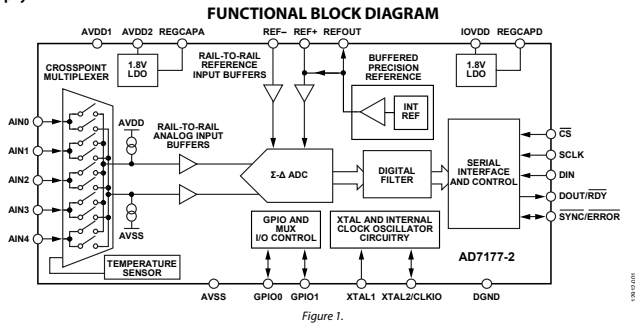 FUNCTIONAL BLOCK DIAGRAM
AVDD1 AVDD2 REGCAPA REF– REF+ REFOUT IOVDD REGCAPD
CROSSPOINT
MULTIPLEXER
1.8V
LDO
RAIL-TO-RAIL
REFERENCE
INPUT BUFFERS
BUFFERED
PRECISION
REFERENCE
INT
REF
1.8V
LDO
AIN0
AIN1
AIN2
AIN3
AIN4
AVDD
AVSS
RAIL-TO-RAIL
ANALOG INPUT
BUFFERS
Σ-Δ ADC
DIGITAL
FILTER
SERIAL
INTERFACE
AND CONTROL
CS
SCLK
DIN
DOUT/RDY
SYNC/ERROR
GPIO AND
MUX
I/O CONTROL
XTAL AND INTERNAL
CLOCK OSCILLATOR
CIRCUITRY
TEMPERATURE
SENSOR
AD7177-2
AVSS GPIO0 GPIO1 XTAL1 XTAL2/CLKIO DGND
12912-001
Figure 1.